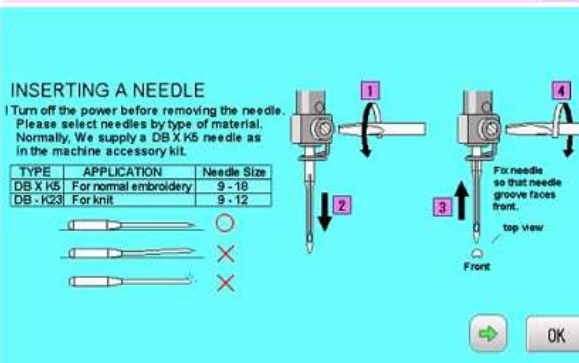 INSERTING A NEEDLE
! Turn off the power before removing the needle.
Please select needles by type of material.
Normally, We supply a DB X K5 needle as
in the machine accessory kit.
TYPE APPLICATION Needle Size
DB X K5 For normal embroidery 9 - 18
DB - K23 For knit 9 - 12
1
2
3
4
Fix needle
so that needle
groove faces
front.
top view
Front
OK